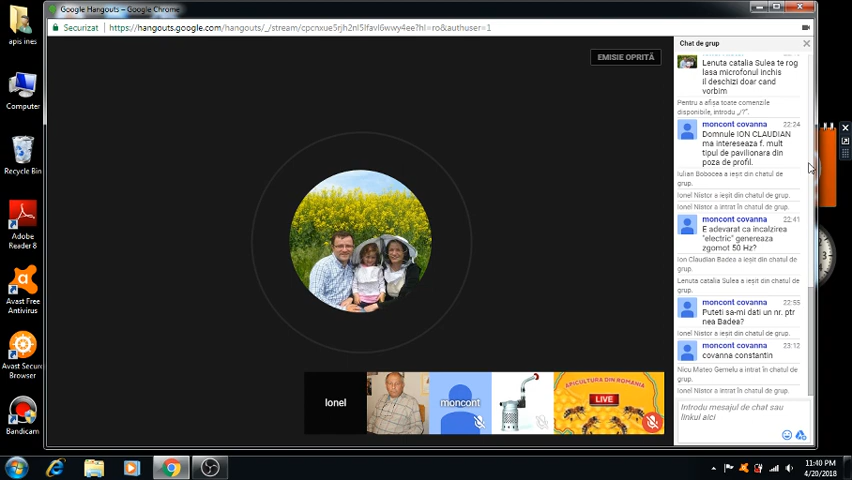 Google Hangouts – Google Chrome
Securizat
https://hangouts.google.com/hangouts/_/stream/cpcnxue5rjh2nl5lfavl6wwy4ee?hl=ro&authuser=1
apis ines
Computer
Recycle Bin
Adobe
Reader 8
Avast Free
Antivirus
Avast Securi
Browser
Bandicam
EMISIE OPRITĂ
Ionel
moncont
APICULTURA DIN ROMANIA
LIVE
Chat de grup
Lenuta catalia Sulea te rog
lasa microfonul inchis
il deschizi doar cand
vorbim
Pentru a afișa toate comenzile
disponibile, introdu „/?”.
moncont covanna 22:24
Domnule ION CLAUDIAN
ma intereseaza f. mult
tipul de pavilionara din
poza de profil.
Iulian Bobocea a ieșit din chatul de
grup.
Ionel Nistor a ieșit din chatul de grup.
Ionel Nistor a intrat în chatul de grup.
moncont covanna 22:41
E adevarat ca incalzirea
"electric" genereaza
zgomot 50 Hz?
Ion Claudian Badea a ieșit din chatul de
grup.
Lenuta catalia Sulea a ieșit din chatul de
grup.
moncont covanna 22:55
Puteti sa-mi dati un nr. ptr
nea Badea?
Ionel Nistor a ieșit din chatul de grup.
moncont covanna 23:12
covanna constantin
Nicu Mateo Gemelu a intrat în chatul de
grup.
Ionel Nistor a intrat în chatul de grup.
Introdu mesajul de chat sau
linkul aici
11:40 PM
4/20/2018